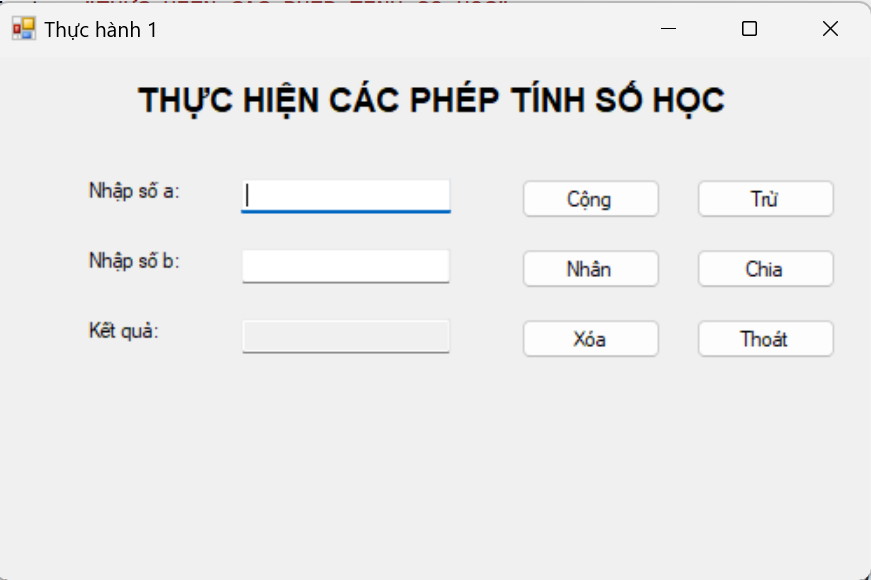 Thực hành 1
THỰC HIỆN CÁC PHÉP TÍNH SỐ HỌC
Nhập số a:
Cộng
Trừ
Nhập số b:
Nhân
Chia
Kết quả:
Xóa
Thoát